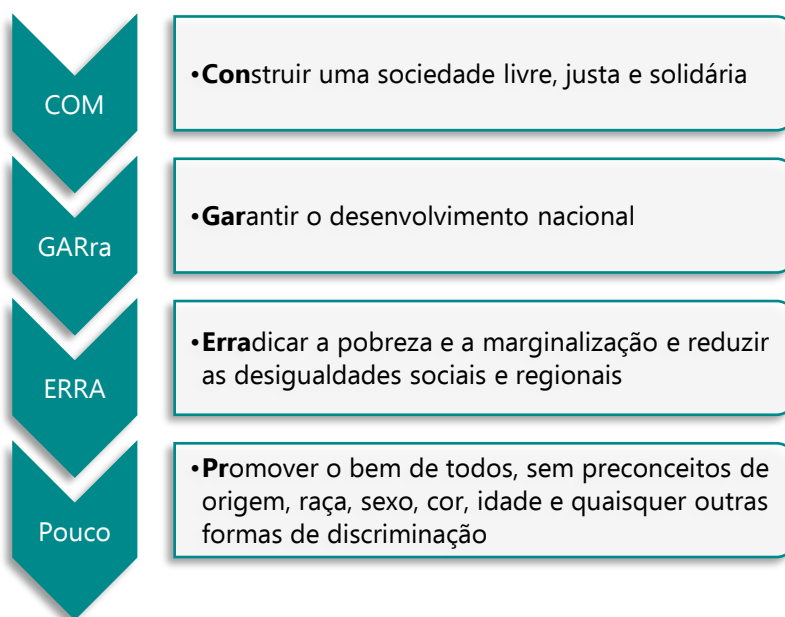 COM
•Construir uma sociedade livre, justa e solidária
GARra
•Garantir o desenvolvimento nacional
ERRA
•Erradicar a pobreza e a marginalização e reduzir
as desigualdades sociais e regionais
Pouco
•Promover o bem de todos, sem preconceitos de
origem, raça, sexo, cor, idade e quaisquer outras
formas de discriminação